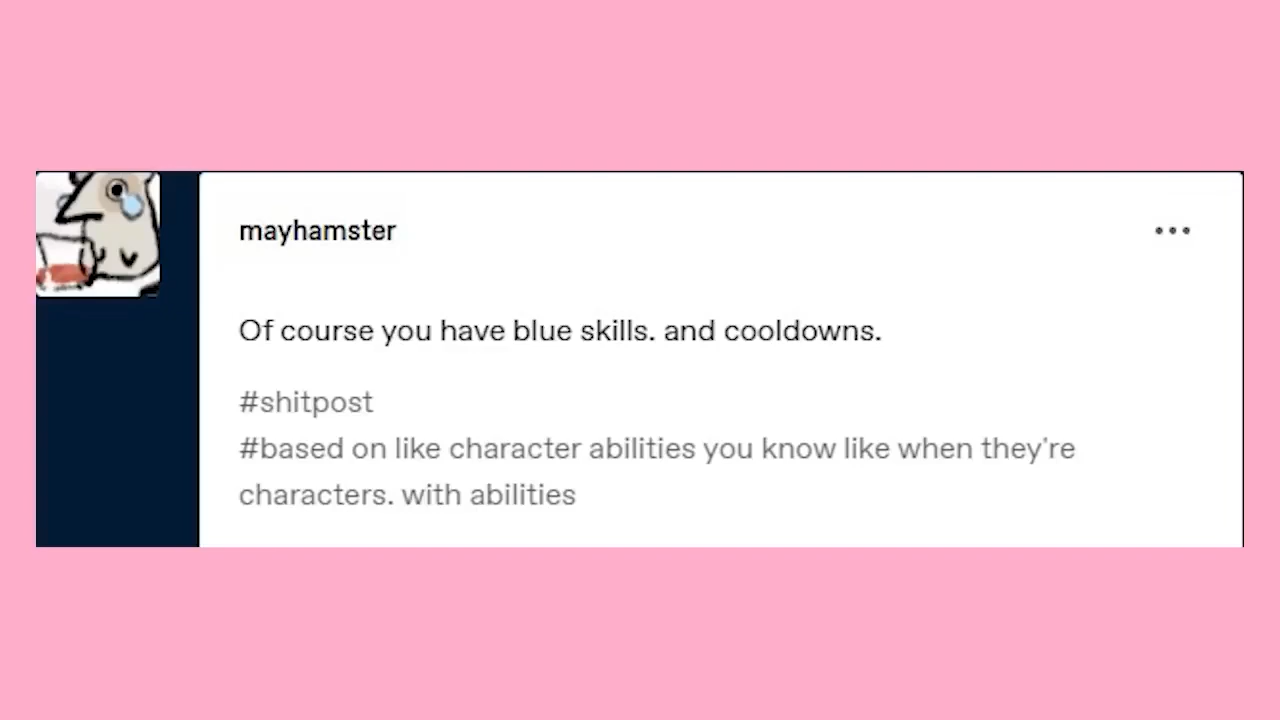 mayhamster
Of course you have blue skills. and cooldowns.
#shitpost
#based on like character abilities you know like when they're
characters. with abilities